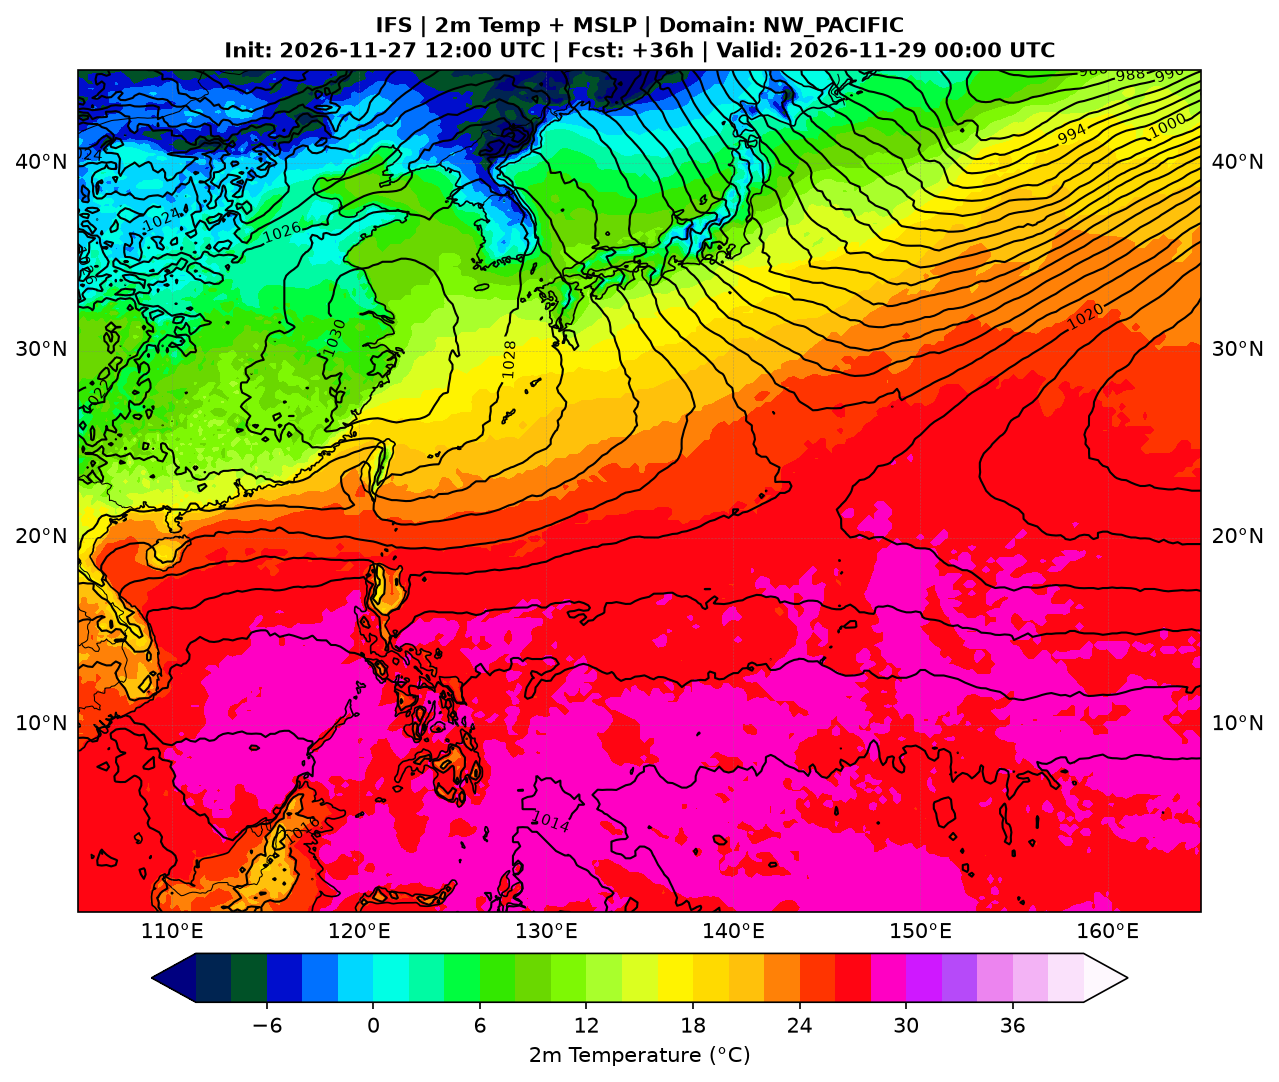 IFS | 2m Temp + MSLP | Domain: NW_PACIFIC
Init: 2026-11-27 12:00 UTC | Fcst: +36h | Valid: 2026-11-29 00:00 UTC
988
990
994
1000
40°N
40°N
1024
1024
1026
1030
1028
1020
30°N
30°N
20°N
20°N
10°N
10°N
1014
110°E
120°E
130°E
140°E
150°E
160°E
−6
0
6
12
18
24
30
36
2m Temperature (°C)